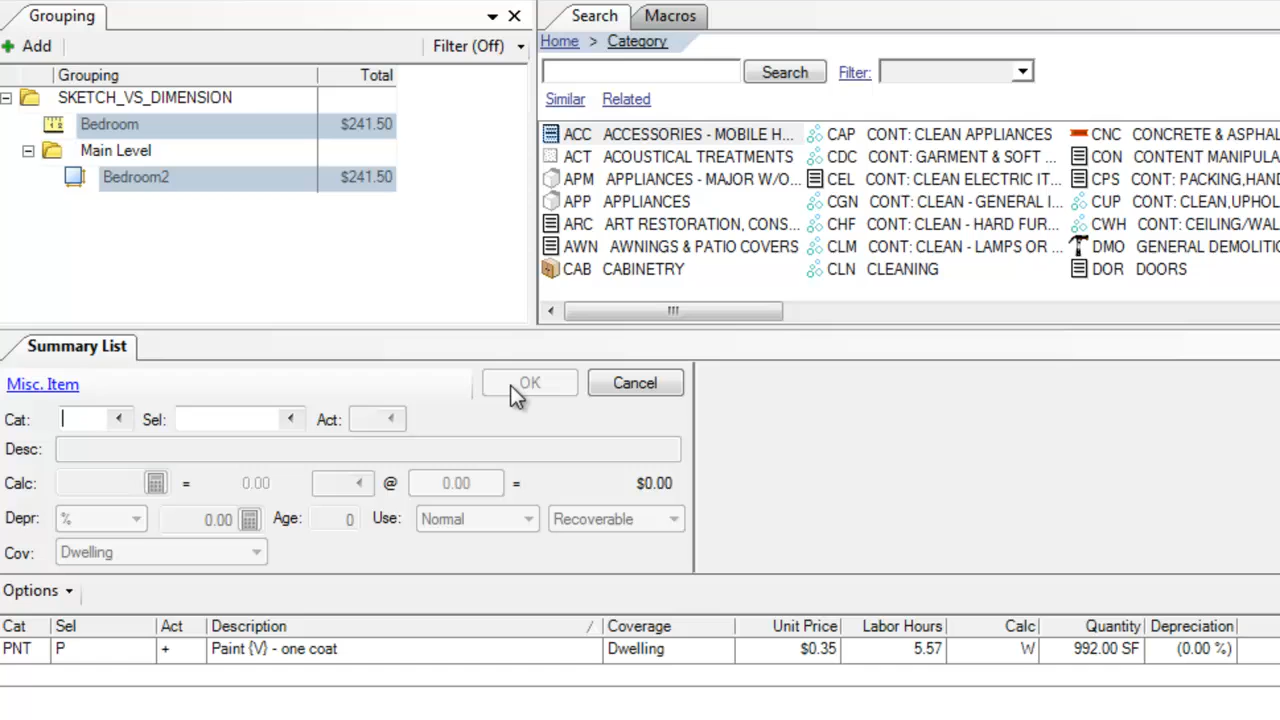 Grouping
Add
Filter (Off)
Grouping Total
SKETCH_VS_DIMENSION
Bedroom $241.50
Main Level
Bedroom2 $241.50
Search Macros
Home > Category
Search Filter:
Similar Related
ACC ACCESSORIES - MOBILE H... CAP CONT: CLEAN APPLIANCES CNC CONCRETE & ASPHAL
ACT ACOUSTICAL TREATMENTS CDC CONT: GARMENT & SOFT ... CON CONTENT MANIPULA
APM APPLIANCES - MAJOR W/O... CEL CONT: CLEAN ELECTRIC IT... CPS CONT: PACKING,HAND
APP APPLIANCES CGN CONT: CLEAN - GENERAL I... CUP CONT: CLEAN,UPHOL
ARC ART RESTORATION, CONS... CHF CONT: CLEAN - HARD FUR... CWH CONT: CEILING/WAL
AWN AWNINGS & PATIO COVERS CLM CONT: CLEAN - LAMPS OR ... DMO GENERAL DEMOLITIO
CAB CABINETRY CLN CLEANING DOR DOORS
Summary List
Misc. Item OK Cancel
Cat: Sel: Act:
Desc:
Calc: = 0.00 @ 0.00 = $0.00
Depr: % 0.00 Age: 0 Use: Normal Recoverable
Cov: Dwelling
Options
Cat Sel Act Description / Coverage Unit Price Labor Hours Calc Quantity Depreciation
PNT P + Paint {V} - one coat Dwelling $0.35 5.57 W 992.00 SF (0.00 %)